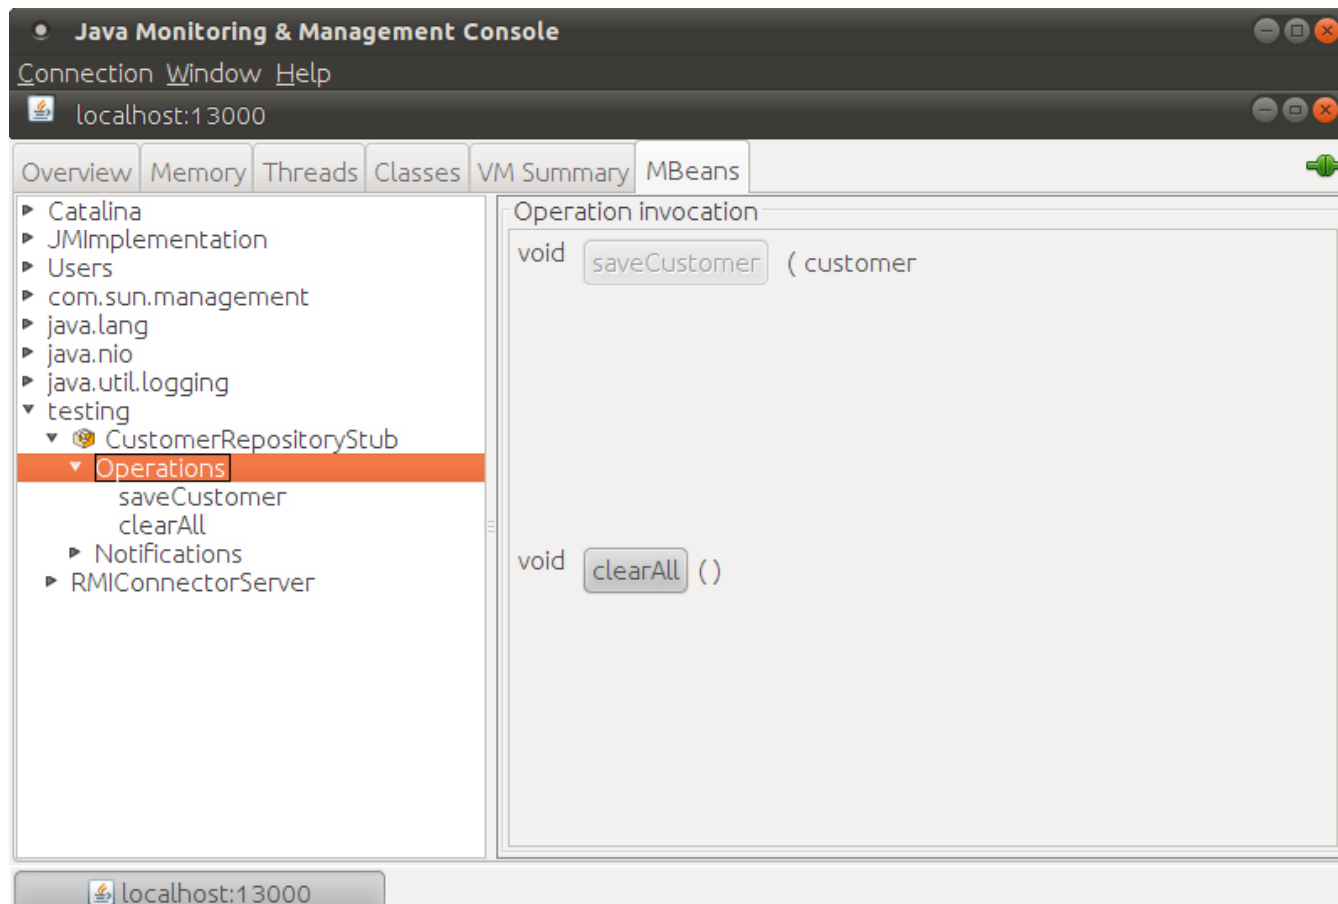 Java Monitoring & Management Console
Connection Window Help
localhost:13000
Overview Memory Threads Classes VM Summary MBeans
Catalina
JMImplementation
Users
com.sun.management
java.lang
java.nio
java.util.logging
testing
CustomerRepositoryStub
Operations
saveCustomer
clearAll
Notifications
RMIConnectorServer
Operation invocation
void saveCustomer ( customer
void clearAll ( )
localhost:13000